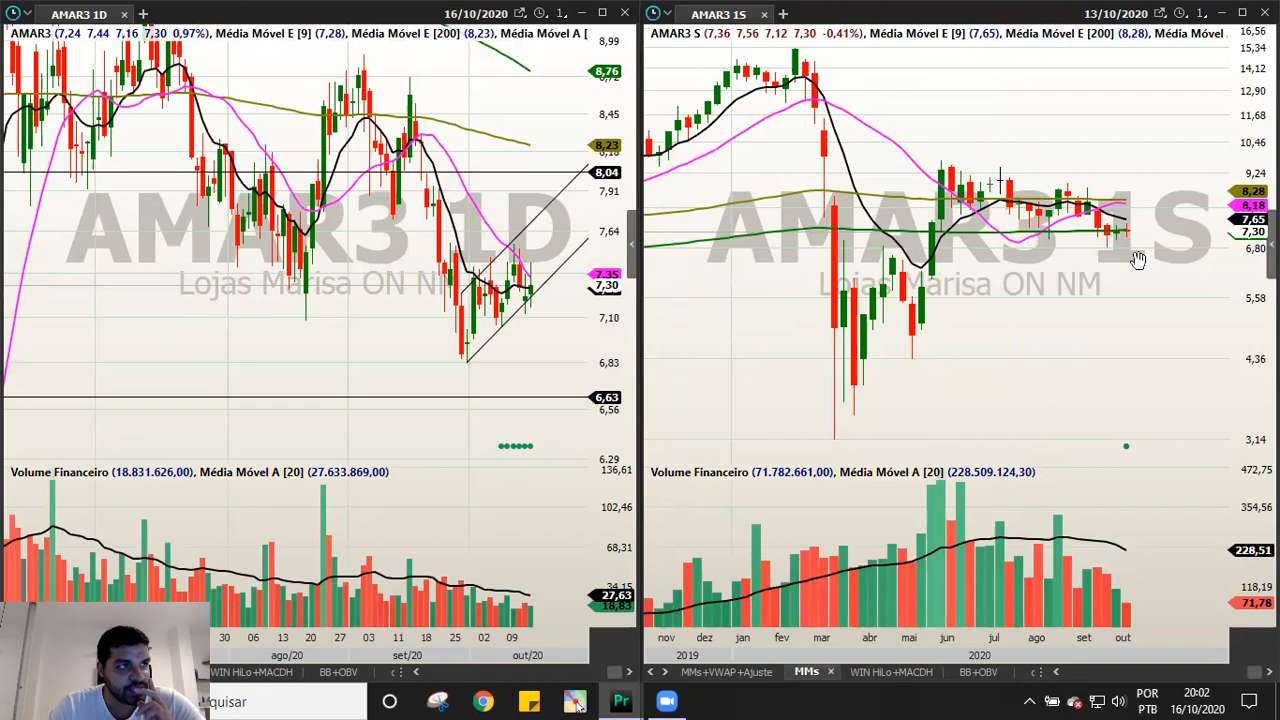 AMAR3 1D
16/10/2020
1
AMAR3 (7,24 7,44 7,16 7,30 0,97%), Média Móvel E [9] (7,28), Média Móvel E [200] (8,23), Média Móvel A [
8,99
8,76
8,45
8,23
8,04
7,91
7,64
7,35
7,30
7,10
6,83
6,63
6,56
6.29
AMAR3 1D
Lojas Marisa ON NM
Volume Financeiro (18.831.626,00), Média Móvel A [20] (27.633.869,00)
136,61
102,46
68,31
34,15
27,63
18,83
30 06 13 20 27 03 11 18 25 02 09
ago/20 set/20 out/20
WIN HiLo+MACDH BB+OBV
AMAR3 1S
13/10/2020
1
AMAR3 S (7,36 7,56 7,12 7,30 -0,41%), Média Móvel E [9] (7,65), Média Móvel E [200] (8,28), Média Móvel
16,56
15,34
14,12
12,90
11,68
10,46
9,24
8,28
8,18
7,65
7,30
6,80
5,58
4,36
3,14
AMAR3 1S
Lojas Marisa ON NM
Volume Financeiro (71.782.661,00), Média Móvel A [20] (228.509.124,30)
472,75
354,56
228,51
118,19
71,78
nov dez jan fev mar abr mai jun jul ago set out
2019 2020
MMs+VWAP+Ajuste MMs WIN HiLo+MACDH BB+OBV
quisar
Pr
POR
PTB
20:02
16/10/2020